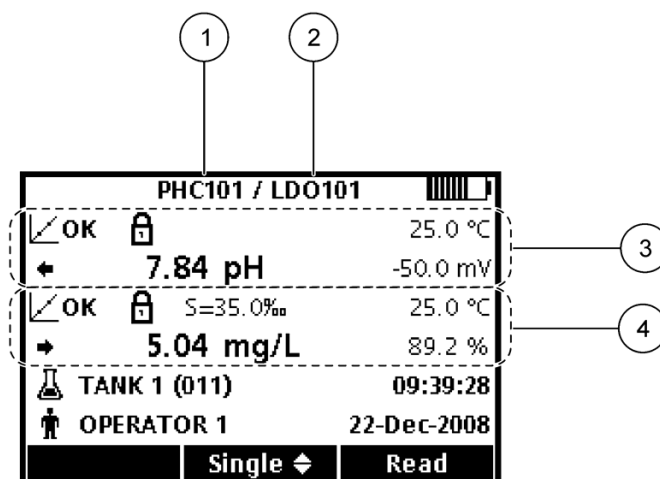 1 2
PHC101 / LDO101
OK 25.0 °C
7.84 pH -50.0 mV
3
OK S=35.0‰ 25.0 °C
5.04 mg/L 89.2 %
4
TANK 1 (011) 09:39:28
OPERATOR 1 22-Dec-2008
Single Read